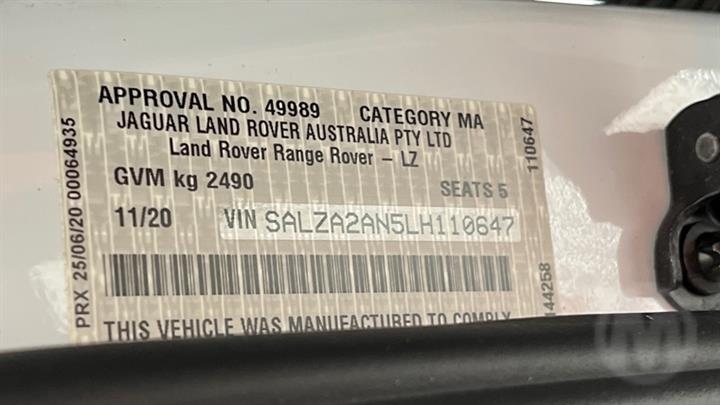 APPROVAL NO. 49989 CATEGORY MA
JAGUAR LAND ROVER AUSTRALIA PTY LTD
Land Rover Range Rover – LZ
GVM kg 2490 SEATS 5
11/20 VIN SALZA2AN5LH110647
THIS VEHICLE WAS MANUFACTURED TO COMPLY
PRX 25/06/20 00064935
110647
44258
M